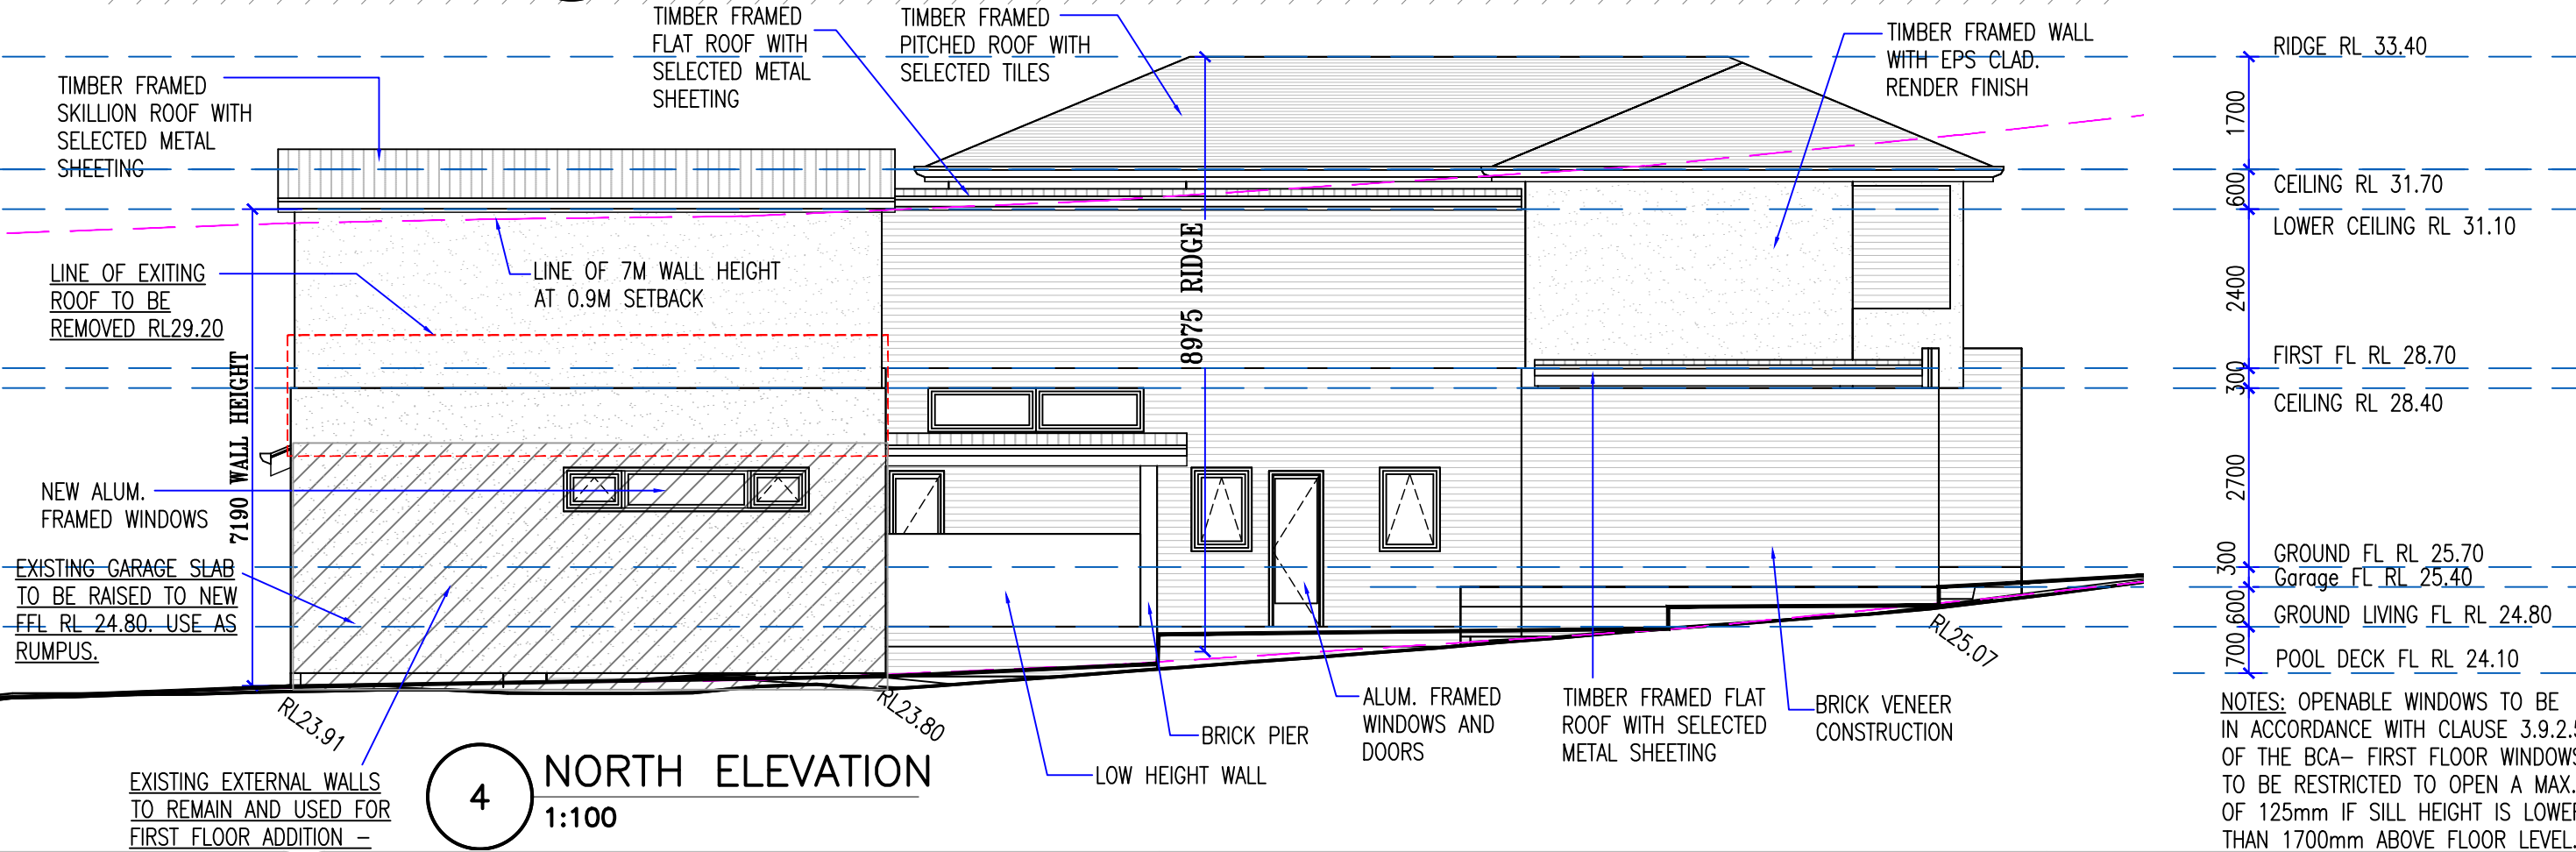 TIMBER FRAMED
SKILLION ROOF WITH
SELECTED METAL
SHEETING
TIMBER FRAMED
FLAT ROOF WITH
SELECTED METAL
SHEETING
TIMBER FRAMED
PITCHED ROOF WITH
SELECTED TILES
TIMBER FRAMED WALL
WITH EPS CLAD.
RENDER FINISH
LINE OF EXITING
ROOF TO BE
REMOVED RL29.20
LINE OF 7M WALL HEIGHT
AT 0.9M SETBACK
8975 RIDGE
7190 WALL HEIGHT
NEW ALUM.
FRAMED WINDOWS
EXISTING GARAGE SLAB
TO BE RAISED TO NEW
FFL RL 24.80. USE AS
RUMPUS.
RL23.91
RL23.80
RL25.07
EXISTING EXTERNAL WALLS
TO REMAIN AND USED FOR
FIRST FLOOR ADDITION –
BRICK PIER
LOW HEIGHT WALL
ALUM. FRAMED
WINDOWS AND
DOORS
TIMBER FRAMED FLAT
ROOF WITH SELECTED
METAL SHEETING
BRICK VENEER
CONSTRUCTION
4
NORTH ELEVATION
1:100
RIDGE RL 33.40
1700
CEILING RL 31.70
600
LOWER CEILING RL 31.10
2400
FIRST FL RL 28.70
300
CEILING RL 28.40
2700
GROUND FL RL 25.70
300
Garage FL RL 25.40
600
GROUND LIVING FL RL 24.80
700
POOL DECK FL RL 24.10
NOTES: OPENABLE WINDOWS TO BE
IN ACCORDANCE WITH CLAUSE 3.9.2.5
OF THE BCA– FIRST FLOOR WINDOWS
TO BE RESTRICTED TO OPEN A MAX.
OF 125mm IF SILL HEIGHT IS LOWER
THAN 1700mm ABOVE FLOOR LEVEL.